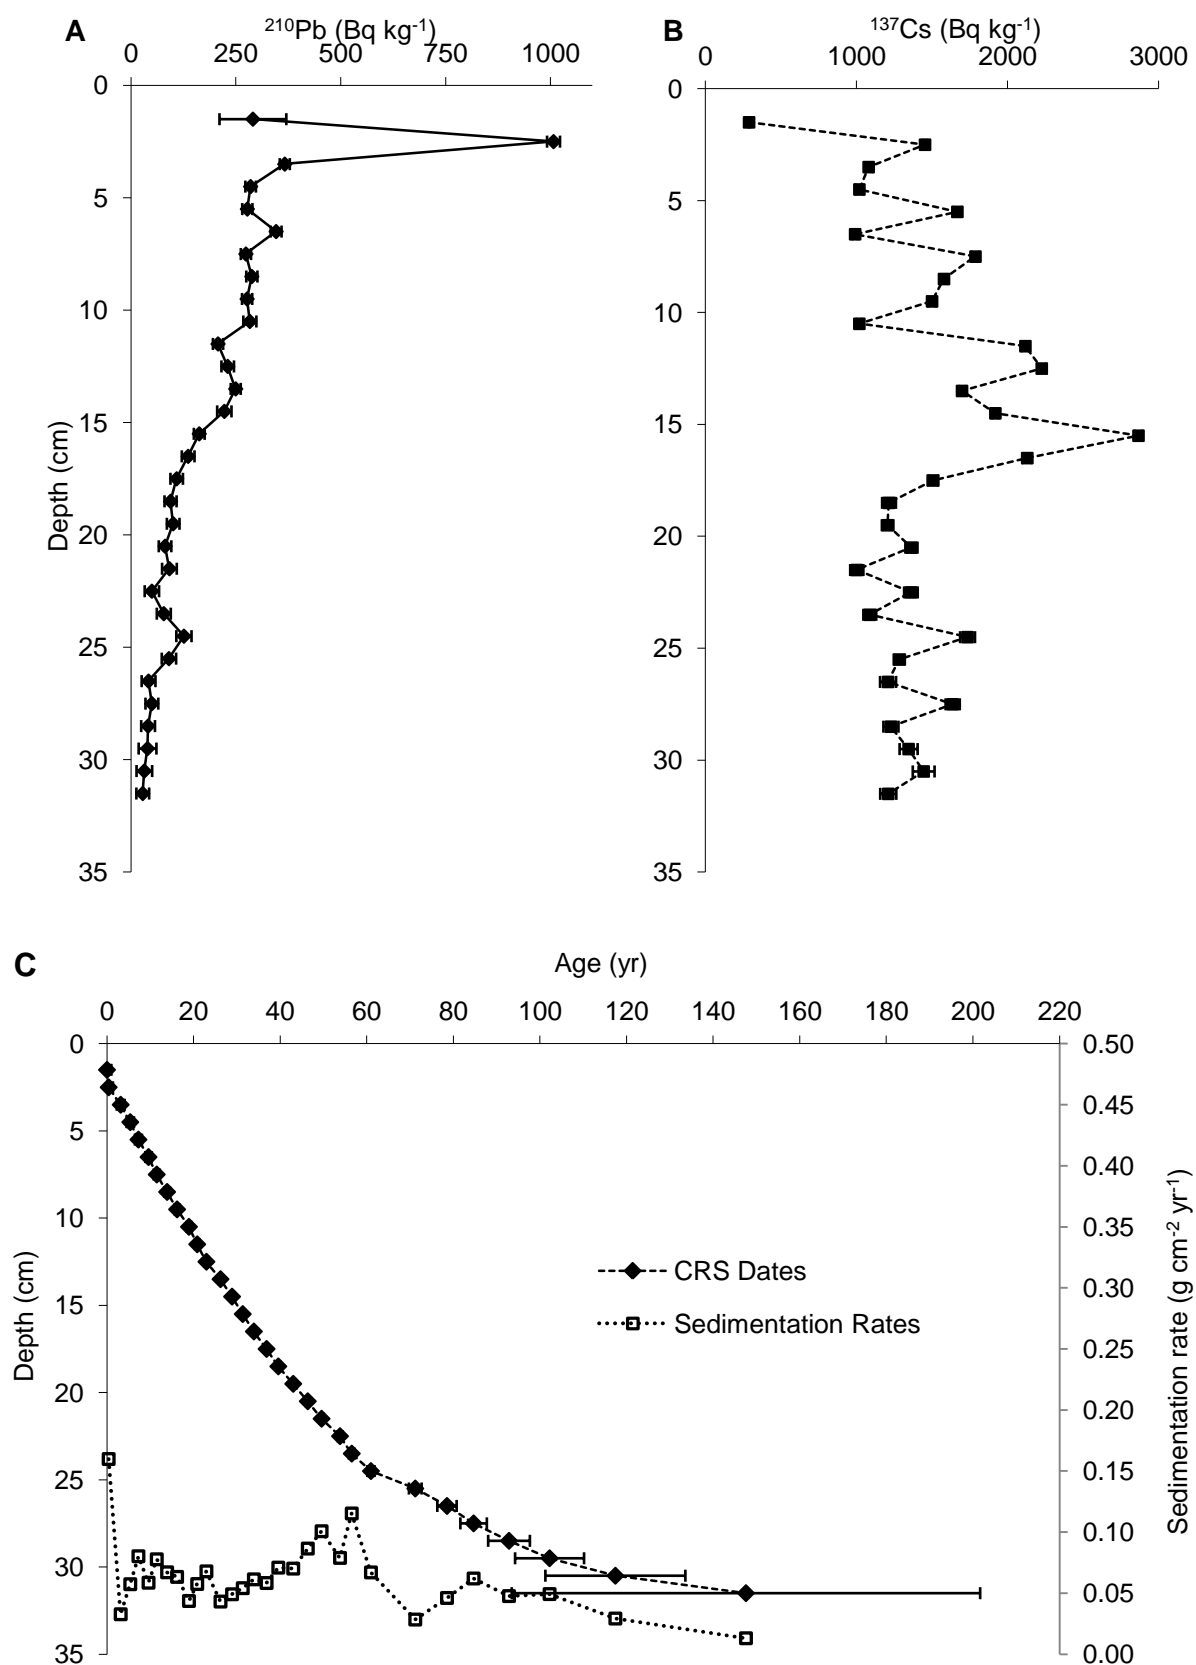 A
²¹⁰Pb (Bq kg⁻¹)
0 250 500 750 1000
0
5
10
15
20
25
30
35
Depth (cm)
B
¹³⁷Cs (Bq kg⁻¹)
0 1000 2000 3000
0
5
10
15
20
25
30
35
C
Age (yr)
0 20 40 60 80 100 120 140 160 180 200 220
0
5
10
15
20
25
30
35
Depth (cm)
CRS Dates
Sedimentation Rates
0.50
0.45
0.40
0.35
0.30
0.25
0.20
0.15
0.10
0.05
0.00
Sedimentation rate (g cm⁻² yr⁻¹)